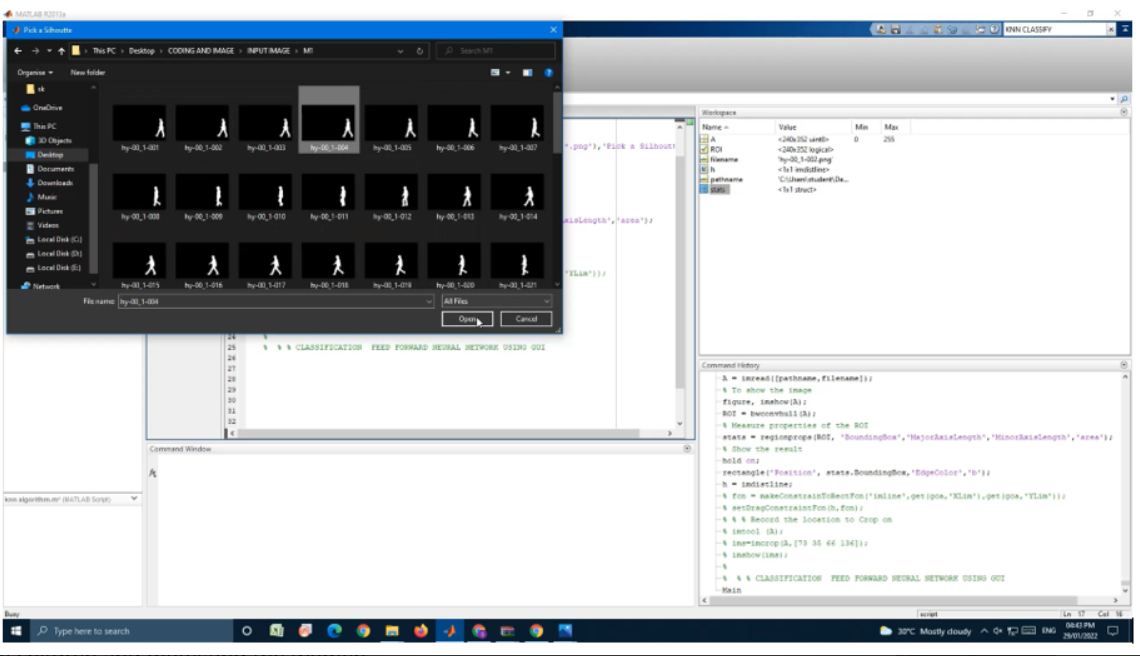 MATLAB R2013a
Pick a Silhoutte
This PC > Desktop > CODING AND IMAGE > INPUT IMAGE > M1
Search M1
KNN CLASSIFY
Organise
New folder
sk
OneDrive
This PC
3D Objects
Desktop
Documents
Downloads
Music
Pictures
Videos
Local Disk (C:)
Local Disk (D:)
Local Disk (E:)
Network
hy-00_1-001 hy-00_1-002 hy-00_1-003 hy-00_1-004 hy-00_1-005 hy-00_1-006 hy-00_1-007
hy-00_1-008 hy-00_1-009 hy-00_1-010 hy-00_1-011 hy-00_1-012 hy-00_1-013 hy-00_1-014
hy-00_1-015 hy-00_1-016 hy-00_1-017 hy-00_1-018 hy-00_1-019 hy-00_1-020 hy-00_1-021
File name: hy-00_1-004
All Files
Open
Cancel
*.png'),'Pick a Silhoutt
axisLength','area');
'YLim'));
24 %
25 % % % CLASSIFICATION FEED FORWARD NEURAL NETWORK USING GUI
26
27
28
29
30
31
32
Command Window
fx
knn algorithm.m* (MATLAB Script)
Workspace
Name Value Min Max
A <240x352 uint8> 0 255
ROI <240x352 logical>
filename 'hy-00_1-002.png'
h <1x1 imdistline>
pathname 'C:\Users\student\De...
stats <1x1 struct>
Command History
A = imread([pathname,filename]);
% To show the image
figure, imshow(A);
ROI = bwconvhull(A);
% Measure properties of the ROI
stats = regionprops(ROI, 'BoundingBox','MajorAxisLength','MinorAxisLength','area');
% Show the result
hold on;
rectangle('Position', stats.BoundingBox,'EdgeColor','b');
h = imdistline;
% fcn = makeConstrainToRectFcn('imline',get(gca,'XLim'),get(gca,'YLim'));
% setDragConstraintFcn(h,fcn);
% % % Record the location to Crop on
% imtool (A);
% ims=imcrop(A,[73 35 66 136]);
% imshow(ims);
%
% % % CLASSIFICATION FEED FORWARD NEURAL NETWORK USING GUI
Main
Busy
script
Ln 17 Col 16
Type here to search
30°C Mostly cloudy
ENG
04:43 PM
29/01/2022